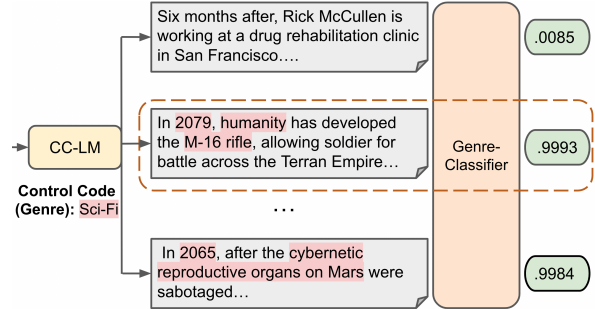 Six months after, Rick McCullen is
working at a drug rehabilitation clinic
in San Francisco….
.0085
In 2079, humanity has developed
the M-16 rifle, allowing soldier for
battle across the Terran Empire…
.9993
CC-LM
Genre-
Classifier
Control Code
(Genre): Sci-Fi
…
In 2065, after the cybernetic
reproductive organs on Mars were
sabotaged…
.9984